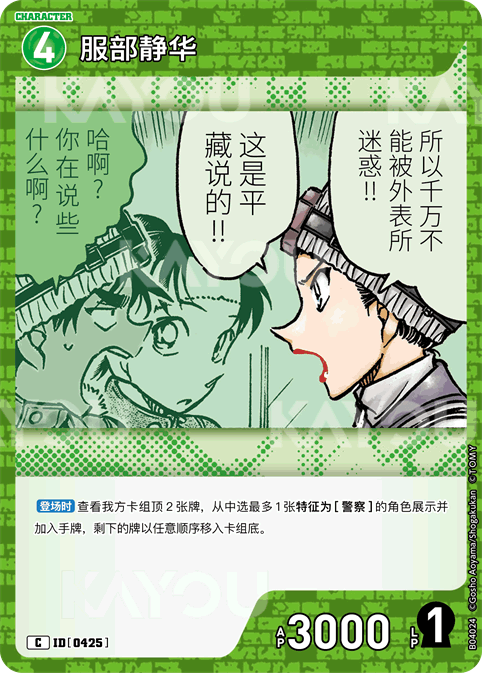 CHARACTER
4
服部静华
所以千万不
能被外表所
迷惑!!
这是平
藏说的!!
哈啊?
你在说些
什么啊?
KAYOU
登场时 查看我方卡组顶2张牌，从中选最多1张特征为[警察]的角色展示并
加入手牌，剩下的牌以任意顺序移入卡组底。
C ID[0425]
AP 3000
LP 1
B04024 ©Gosho Aoyama/Shogakukan ©TOMY